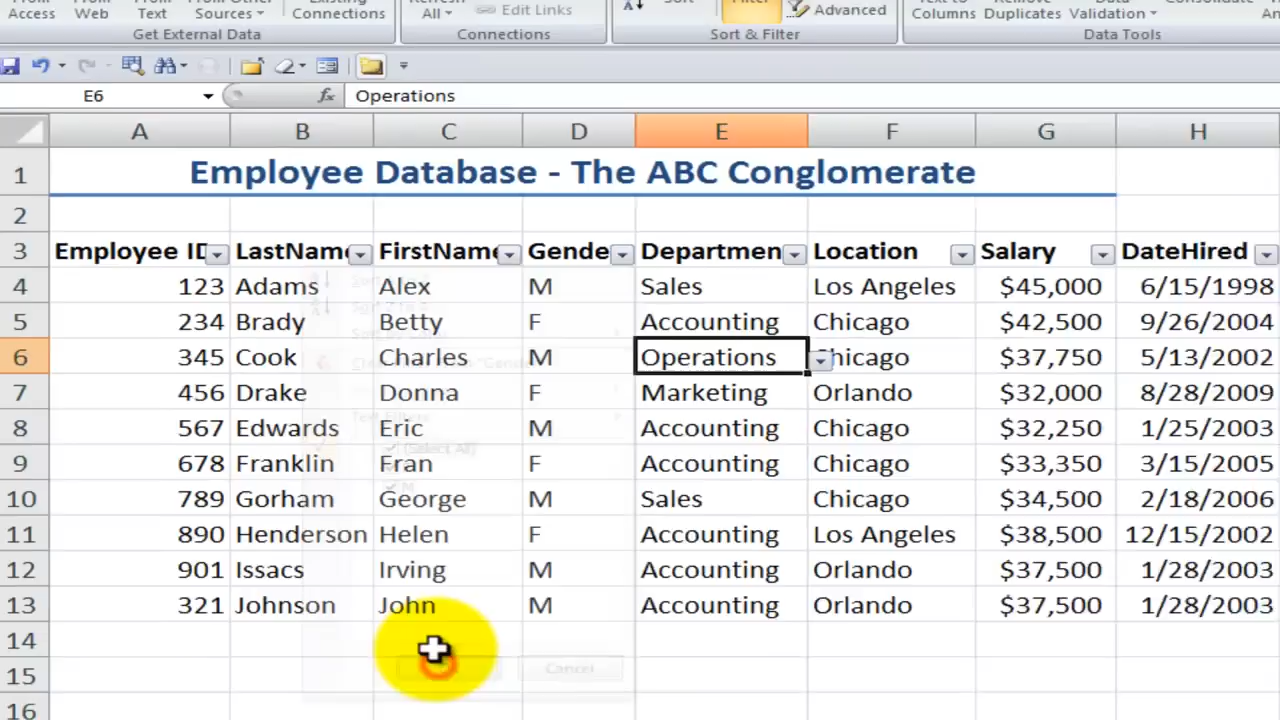 Access Web Text Sources Connections All Edit Links Sort Filter Advanced Columns Duplicates Validation
Get External Data Connections Sort & Filter Data Tools
E6 fx Operations
A B C D E F G H
1 Employee Database - The ABC Conglomerate
2
3 Employee ID LastName FirstName Gende Departmen Location Salary DateHired
4 123 Adams Alex M Sales Los Angeles $45,000 6/15/1998
5 234 Brady Betty F Accounting Chicago $42,500 9/26/2004
6 345 Cook Charles M Operations Chicago $37,750 5/13/2002
7 456 Drake Donna F Marketing Orlando $32,000 8/28/2009
8 567 Edwards Eric M Accounting Chicago $32,250 1/25/2003
9 678 Franklin Fran F Accounting Chicago $33,350 3/15/2005
10 789 Gorham George M Sales Chicago $34,500 2/18/2006
11 890 Henderson Helen F Accounting Los Angeles $38,500 12/15/2002
12 901 Issacs Irving M Accounting Orlando $37,500 1/28/2003
13 321 Johnson John M Accounting Orlando $37,500 1/28/2003
14
Cancel
15
16